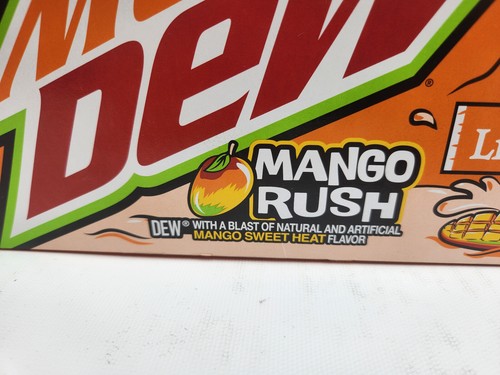 DEW
MANGO
RUSH
DEW® WITH A BLAST OF NATURAL AND ARTIFICIAL
MANGO SWEET HEAT FLAVOR